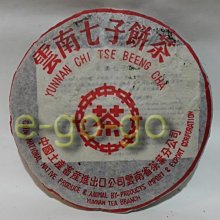 雲南七子餅茶
YUNNAN CHI TSE BEENG CHA
中國土產畜產進出口公司雲南省茶葉分公司
CHINA NATIONAL NATIVE PRODUCE & ANIMAL BY-PRODUCTS IMPORT & EXPORT CORPORATION
YUNNAN TEA BRANCH